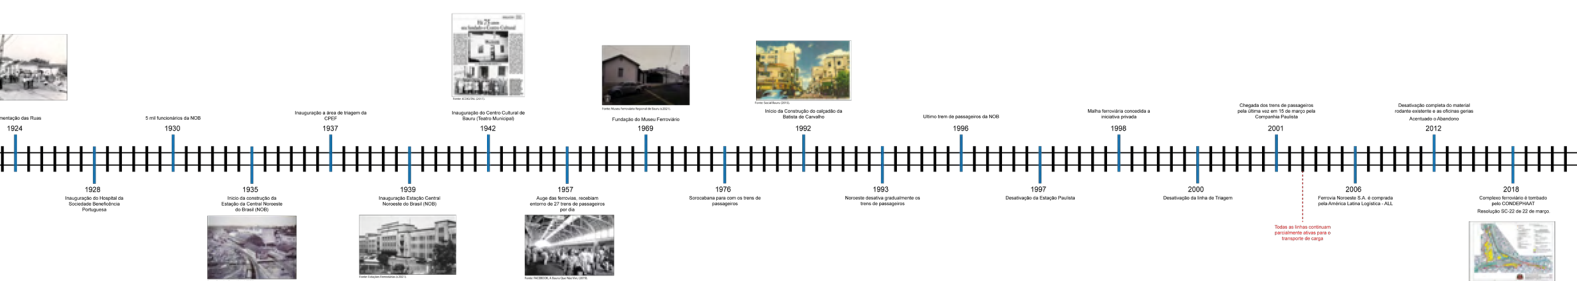 mentação das Ruas
1924
Inauguração do Hospital da
Sociedade Beneficência
Portuguesa
1928
5 mil funcionários da NOB
1930
Início da construção da
Estação da Central Noroeste
do Brasil (NOB)
1935
Inauguração a área de triagem da
CPEF
1937
Inauguração Estação Central
Noroeste do Brasil (NOB)
1939
Há 75 anos
era fundado o Centro Cultural
Inauguração do Centro Cultural de
Bauru (Teatro Municipal)
1942
Auge das ferrovias, recebiam
entorno de 27 trens de passageiros
por dia
1957
Fundação do Museu Ferroviário
1969
Sorocabana para com os trens de
passageiros
1976
Início da Construção do calçadão da
Batista de Carvalho
1992
Noroeste desativa gradualmente os
trens de passageiros
1993
Ultimo trem de passageiros da NOB
1996
Desativação da Estação Paulista
1997
Malha ferroviária concedida a
iniciativa privada
1998
Desativação da linha de Triagem
2000
Chegada dos trens de passageiros
pela última vez em 15 de março pela
Companhia Paulista
2001
Todas as linhas continuam
parcialmente ativas para o
transporte de carga
Ferrovia Noroeste S.A. é comprada
pela América Latina Logística - ALL
2006
Desativação completa do material
rodante existente e as oficinas gerias
Acentuado o Abandono
2012
Complexo ferroviário é tombado
pelo CONDEPHAAT
Resolução SC-22 de 22 de março.
2018